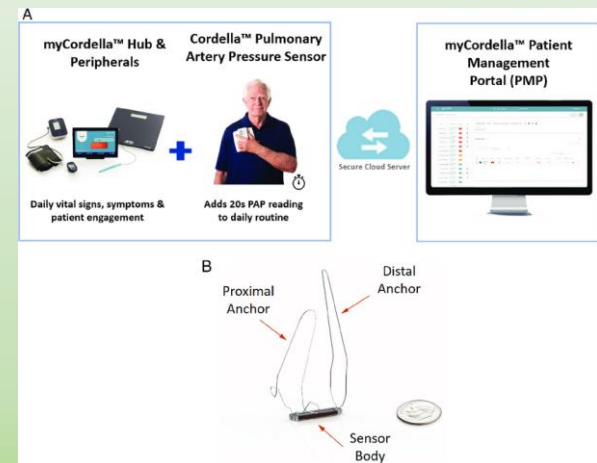 A
myCordella™ Hub &
Peripherals
Cordella™ Pulmonary
Artery Pressure Sensor
myCordella™ Patient
Management
Portal (PMP)
Secure Cloud Server
Daily vital signs, symptoms &
patient engagement
Adds 20s PAP reading
to daily routine
B
Proximal
Anchor
Distal
Anchor
Sensor
Body